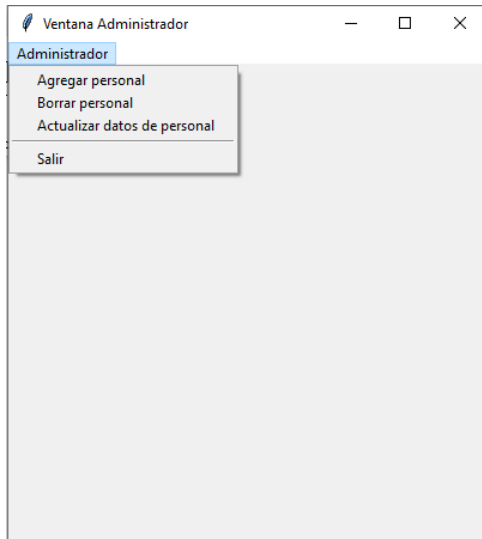 Ventana Administrador
Administrador
Agregar personal
Borrar personal
Actualizar datos de personal
Salir